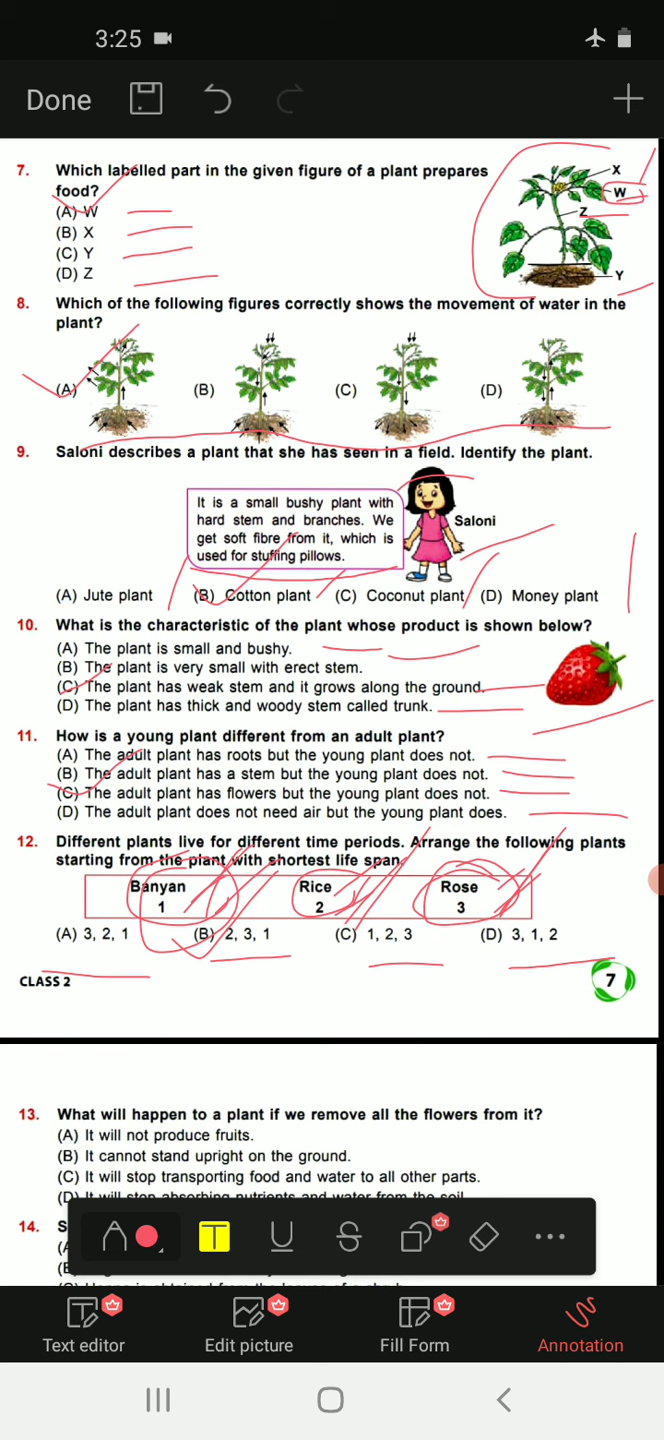 3:25
Done
7. Which labelled part in the given figure of a plant prepares
food?
(A) W
(B) X
(C) Y
(D) Z
X
W
Z
Y
8. Which of the following figures correctly shows the movement of water in the
plant?
(A) (B) (C) (D)
9. Saloni describes a plant that she has seen in a field. Identify the plant.
It is a small bushy plant with
hard stem and branches. We
get soft fibre from it, which is
used for stuffing pillows.
Saloni
(A) Jute plant (B) Cotton plant (C) Coconut plant (D) Money plant
10. What is the characteristic of the plant whose product is shown below?
(A) The plant is small and bushy.
(B) The plant is very small with erect stem.
(C) The plant has weak stem and it grows along the ground.
(D) The plant has thick and woody stem called trunk.
11. How is a young plant different from an adult plant?
(A) The adult plant has roots but the young plant does not.
(B) The adult plant has a stem but the young plant does not.
(C) The adult plant has flowers but the young plant does not.
(D) The adult plant does not need air but the young plant does.
12. Different plants live for different time periods. Arrange the following plants
starting from the plant with shortest life span.
Banyan Rice Rose
1 2 3
(A) 3, 2, 1 (B) 2, 3, 1 (C) 1, 2, 3 (D) 3, 1, 2
CLASS 2
7
13. What will happen to a plant if we remove all the flowers from it?
(A) It will not produce fruits.
(B) It cannot stand upright on the ground.
(C) It will stop transporting food and water to all other parts.
(D) It will stop absorbing nutrients and water from the soil
14. S
T
U
S
Text editor Edit picture Fill Form Annotation